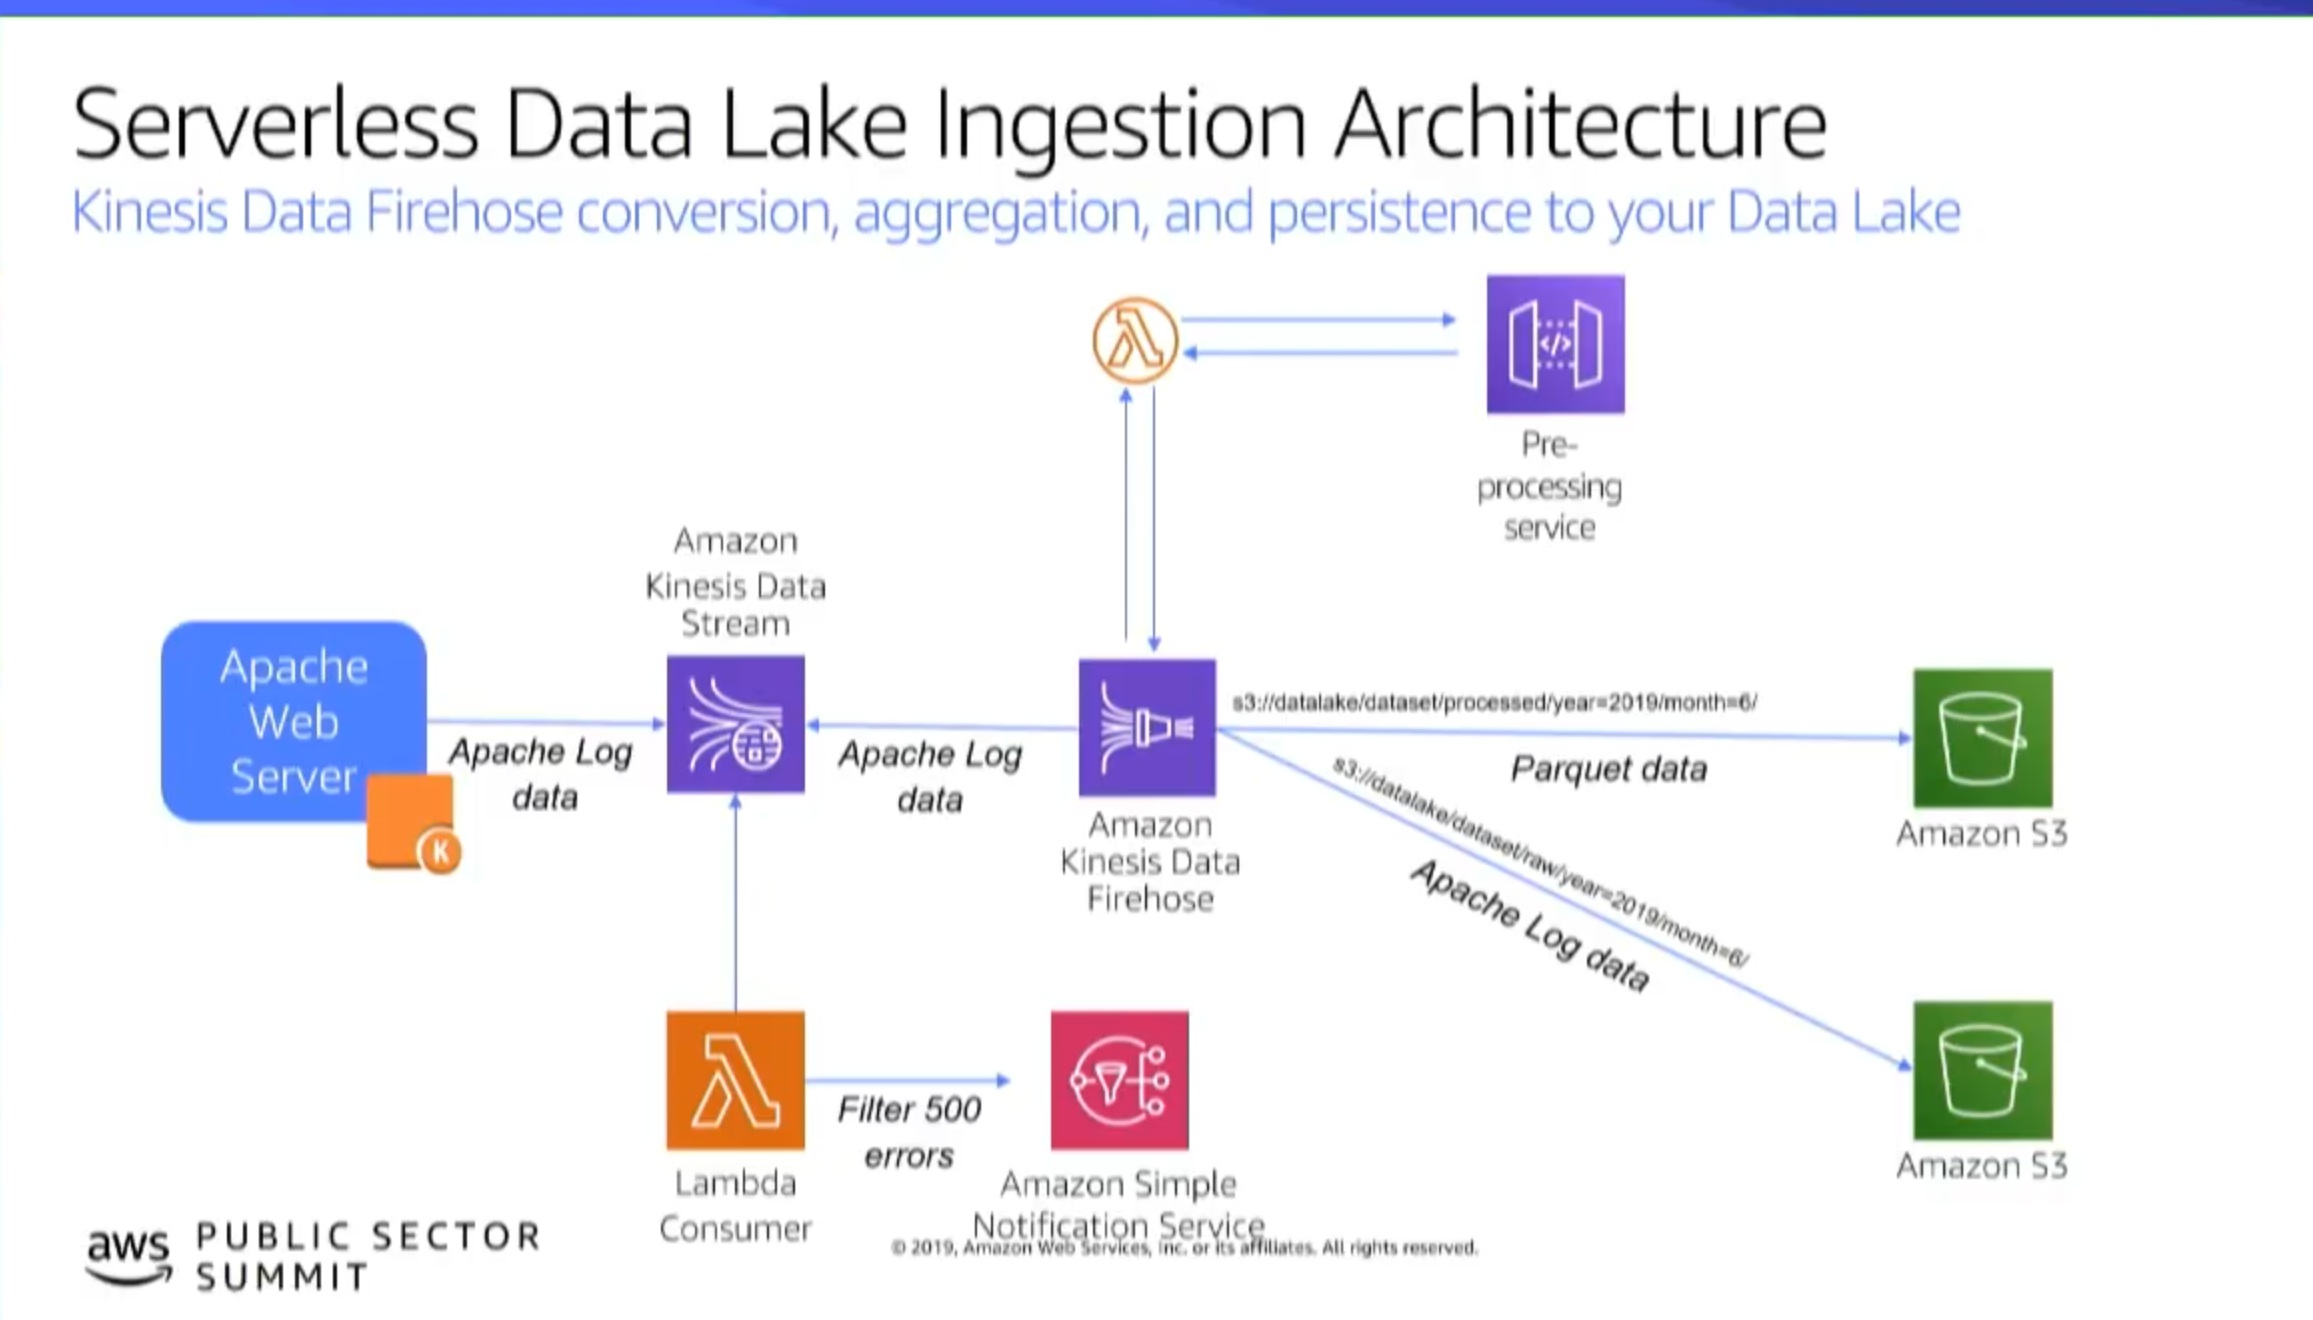 Serverless Data Lake Ingestion Architecture
Kinesis Data Firehose conversion, aggregation, and persistence to your Data Lake
</>
Pre-
processing
service
Amazon
Kinesis Data
Stream
Apache
Web
Server
K
Apache Log
data
Apache Log
data
Amazon
Kinesis Data
Firehose
s3://datalake/dataset/processed/year=2019/month=6/
Parquet data
Amazon S3
s3://datalake/dataset/raw/year=2019/month=6/
Apache Log data
Amazon S3
Lambda
Consumer
Filter 500
errors
Amazon Simple
Notification Service
aws PUBLIC SECTOR
SUMMIT
© 2019, Amazon Web Services, Inc. or its affiliates. All rights reserved.